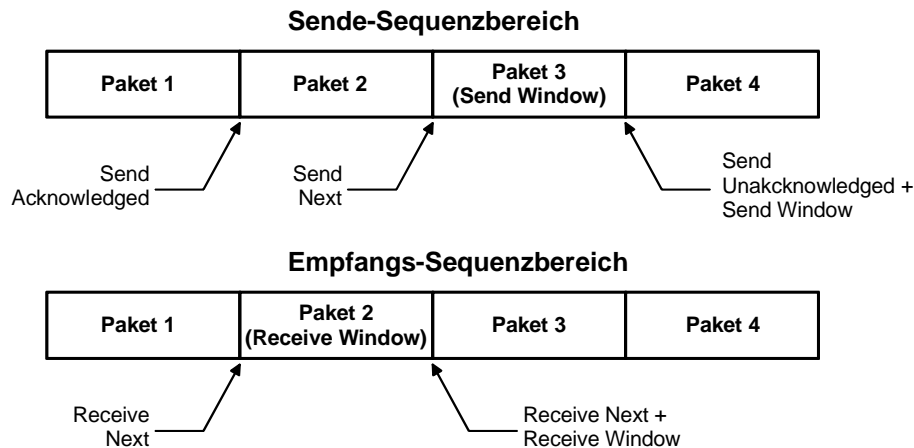 Sende-Sequenzbereich
Paket 1
Paket 2
Paket 3
(Send Window)
Paket 4
Send
Acknowledged
Send
Next
Send
Unakcknowledged +
Send Window
Empfangs-Sequenzbereich
Paket 1
Paket 2
(Receive Window)
Paket 3
Paket 4
Receive
Next
Receive Next +
Receive Window